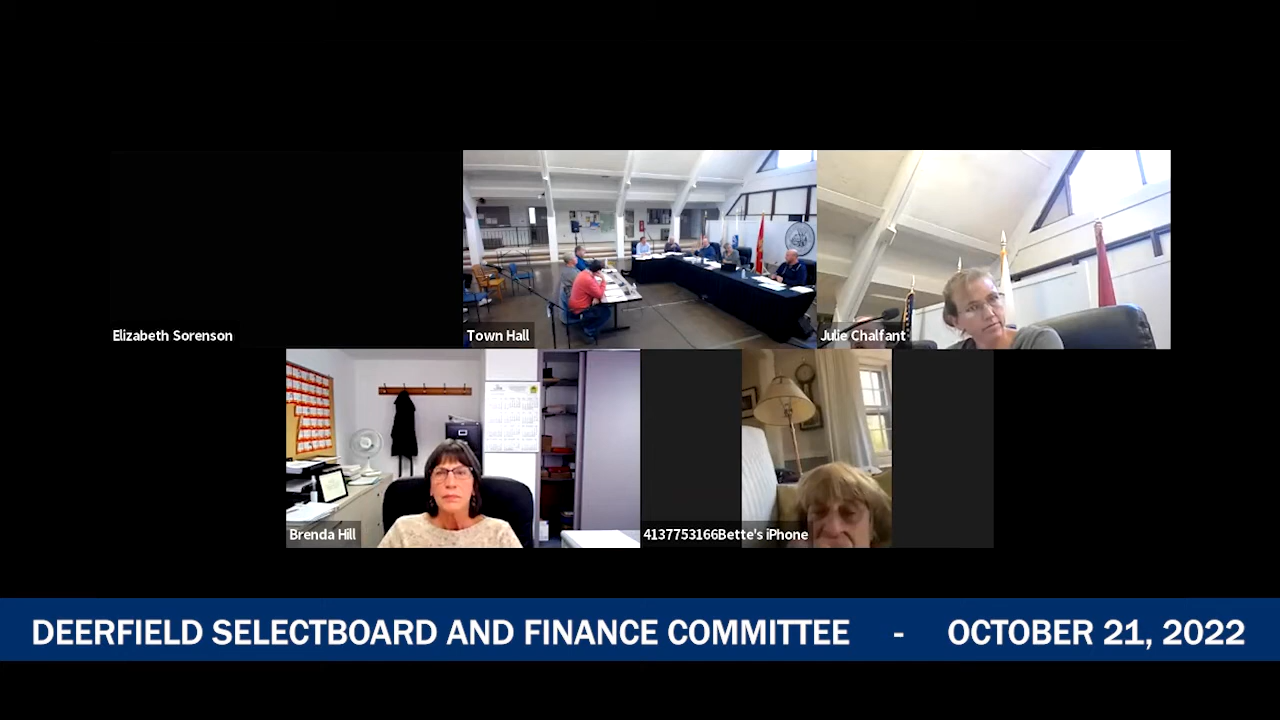 Elizabeth Sorenson
Town Hall
Julie Chalfant
Brenda Hill
4137753166Bette's iPhone
DEERFIELD SELECTBOARD AND FINANCE COMMITTEE - OCTOBER 21, 2022